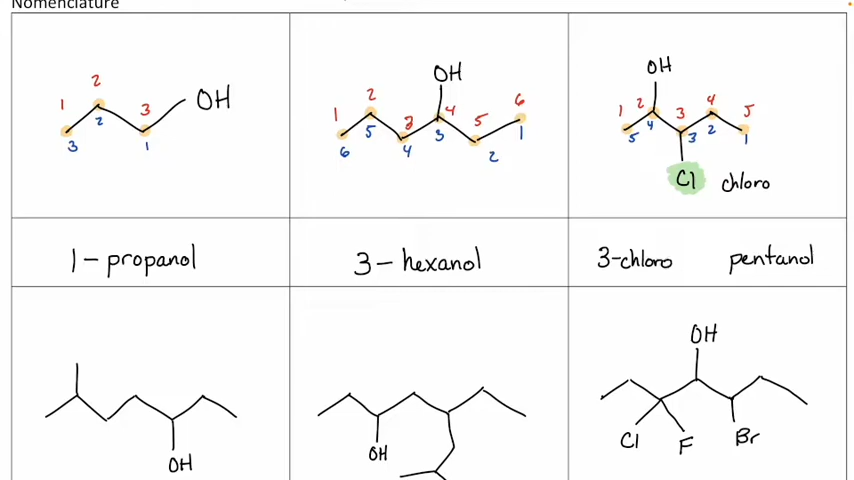 Nomenclature
OH
1 2 3
3 2 1
OH
1 2 3 4 5 6
6 5 4 3 2 1
OH
1 2 3 4 5
5 4 3 2 1
Cl chloro
1 - propanol
3 - hexanol
3-chloro pentanol
OH
OH
OH
Cl F Br